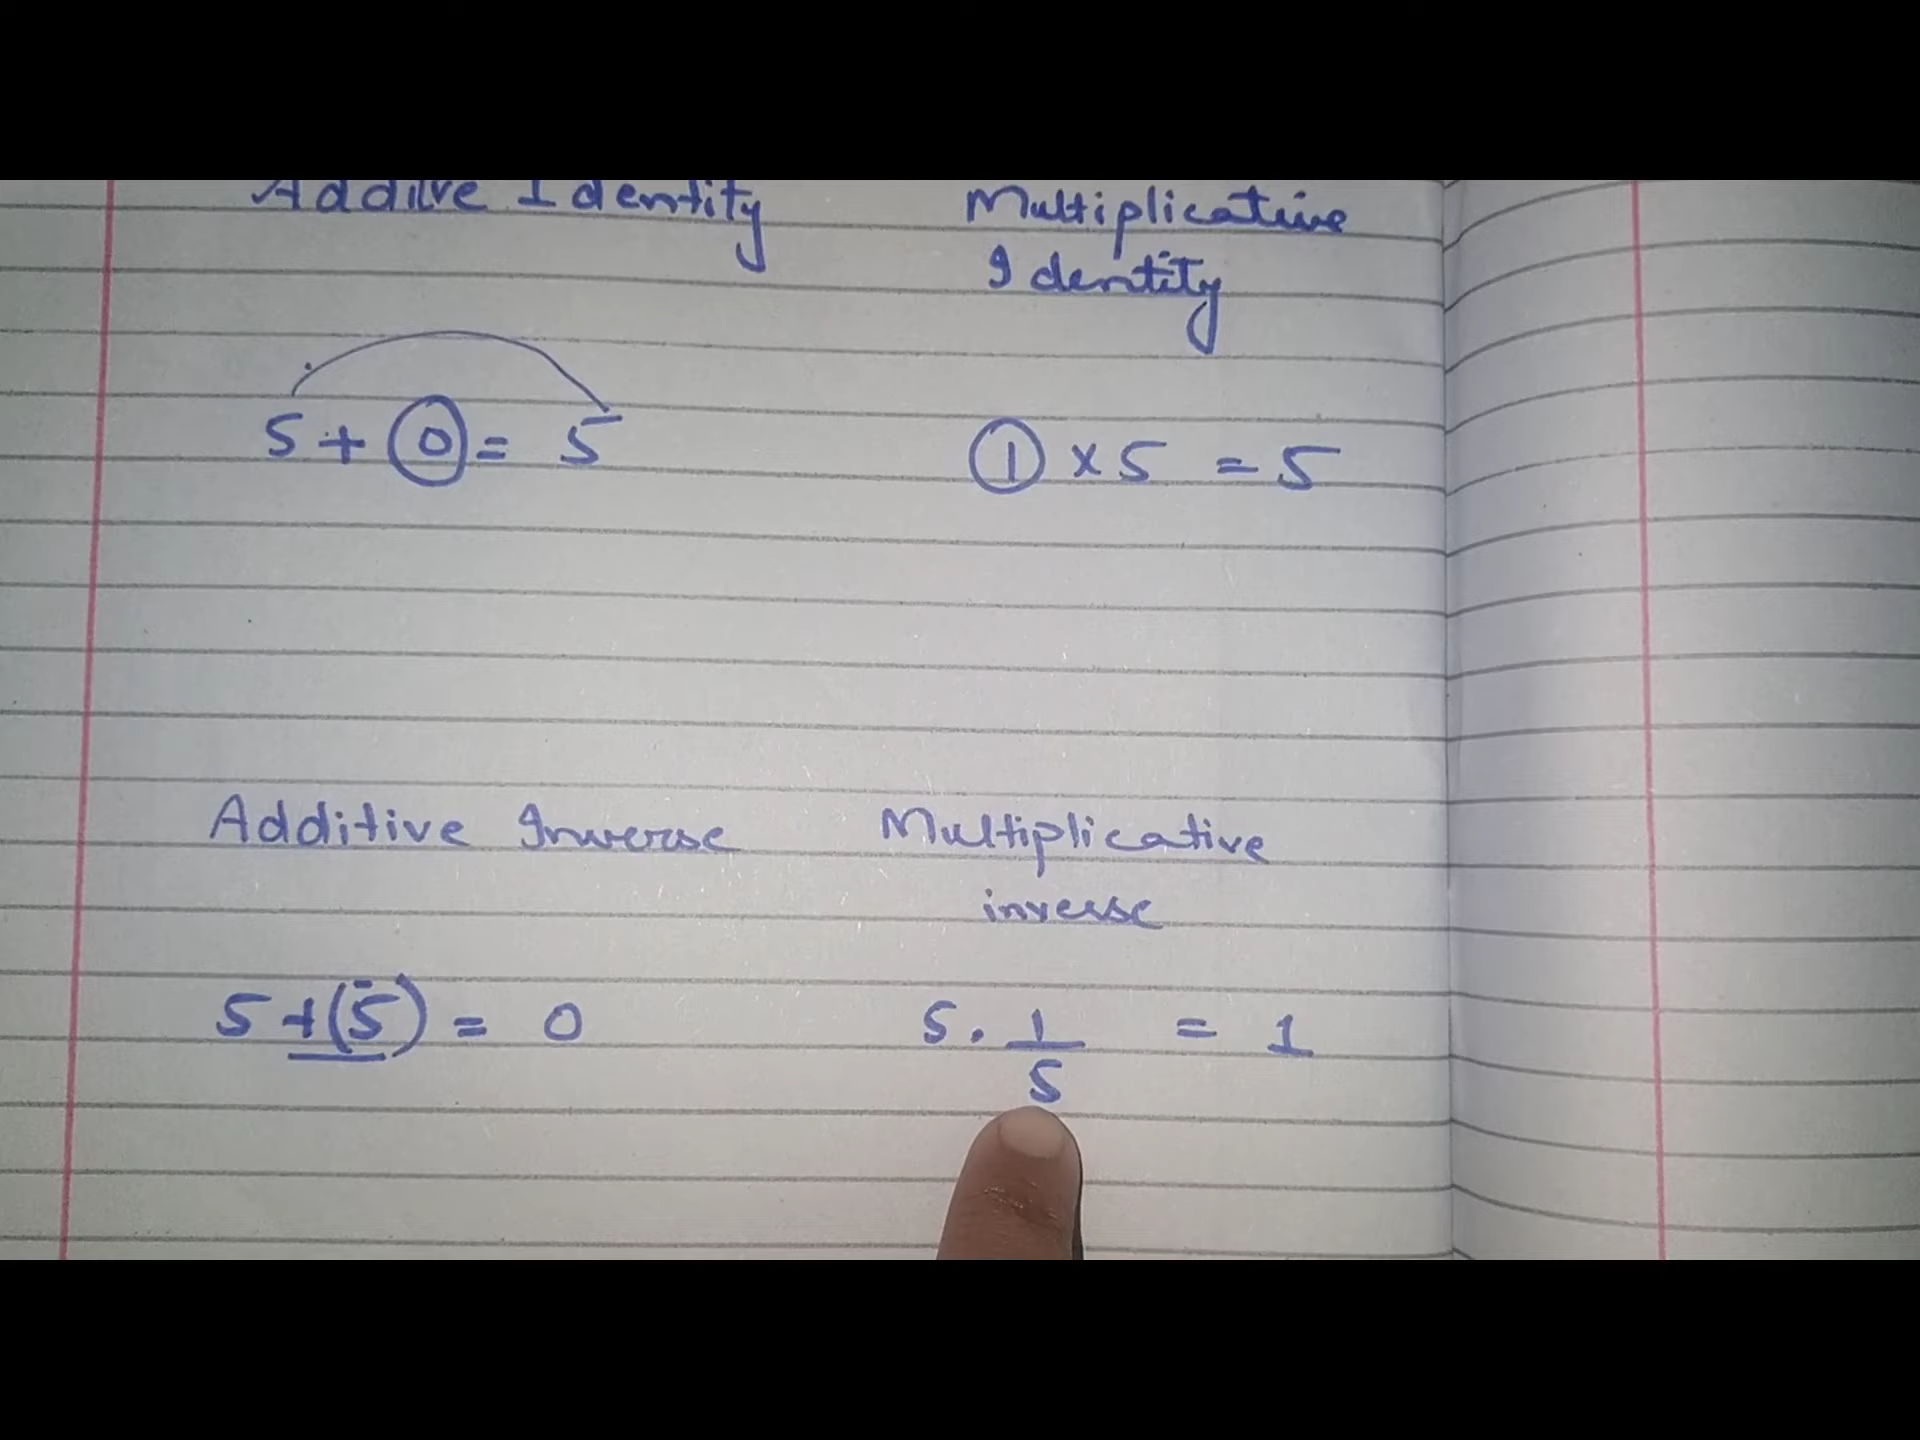 Additve Identity
Multiplicative
Identity
5 + 0 = 5
1 × 5 = 5
Additive Inverse
Multiplicative
inverse
5 + (-5) = 0
5 . 1/5 = 1